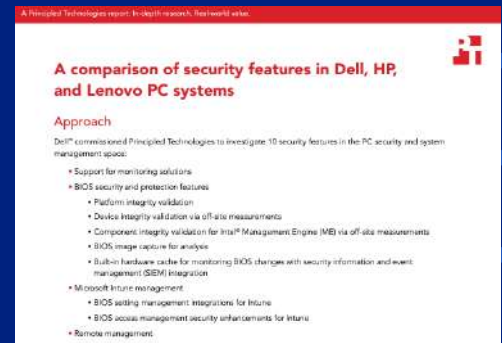 A Principled Technologies report: In-depth research. Real-world value.
A comparison of security features in Dell, HP,
and Lenovo PC systems
Approach
Dell™ commissioned Principled Technologies to investigate 10 security features in the PC security and system
management space:
• Support for monitoring solutions
• BIOS security and protection features
• Platform integrity validation
• Device integrity validation via off-site measurements
• Component integrity validation for Intel® Management Engine (ME) via off-site measurements
• BIOS image capture for analysis
• Built-in hardware cache for monitoring BIOS changes with security information and event
management (SIEM) integration
• Microsoft Intune management
• BIOS setting management integrations for Intune
• BIOS access management security enhancements for Intune
• Remote management